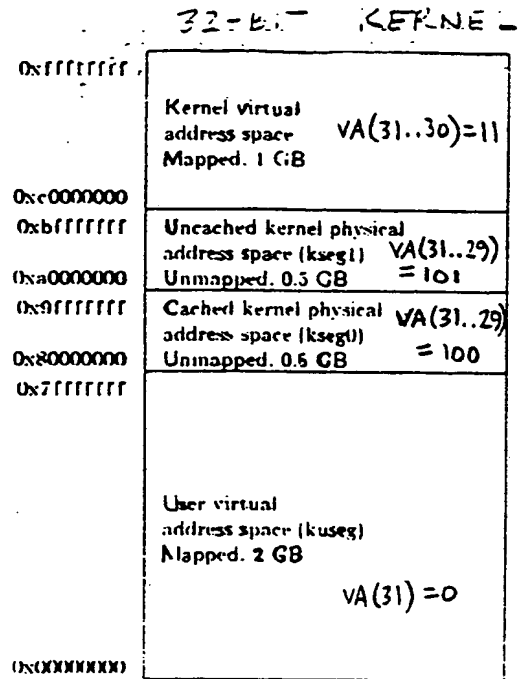 32-BIT KERNEL
0xffffffff
Kernel virtual
address space VA(31..30)=11
Mapped. 1 GB
0xc0000000
0xbfffffff
Uncached kernel physical
address space (kseg1) VA(31..29)
0xa0000000
Unmapped. 0.5 GB = 101
0x9fffffff
Cached kernel physical VA(31..29)
address space (kseg0)
0x80000000
Unmapped. 0.5 GB = 100
0x7fffffff
User virtual
address space (kuseg)
Mapped. 2 GB
VA(31) =0
0x00000000